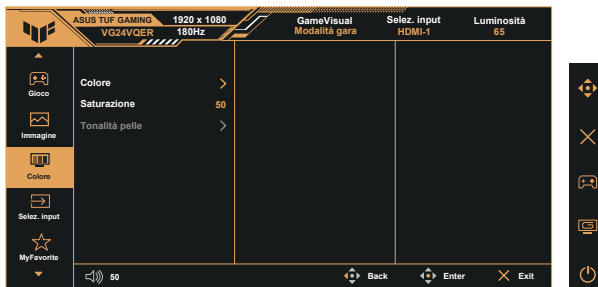 ASUS TUF GAMING 1920 x 1080
VG24VQER 180Hz
GameVisual
Modalità gara
Selez. input
HDMI-1
Luminosità
65
Gioco
Immagine
Colore
Selez. input
MyFavorite
Colore
Saturazione 50
Tonalità pelle
50
Back
Enter
Exit